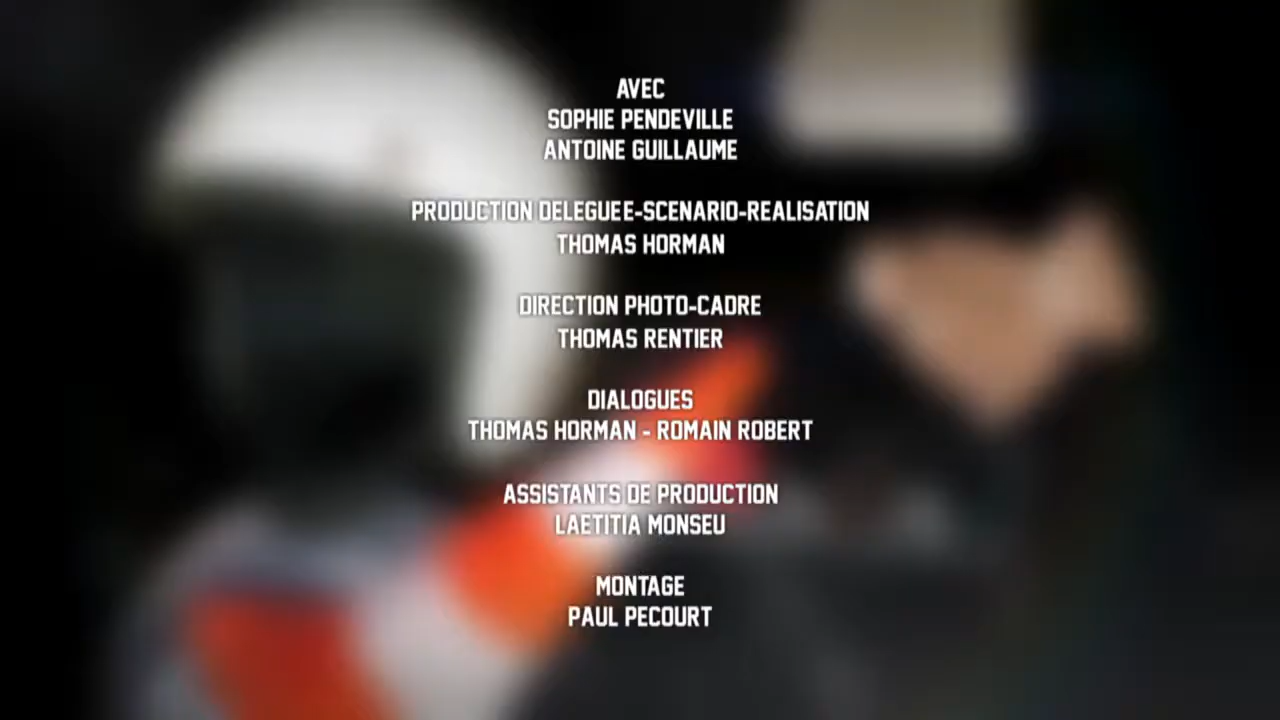 AVEC
SOPHIE PENDEVILLE
ANTOINE GUILLAUME
PRODUCTION DELEGUEE-SCENARIO-REALISATION
THOMAS HORMAN
DIRECTION PHOTO-CADRE
THOMAS RENTIER
DIALOGUES
THOMAS HORMAN - ROMAIN ROBERT
ASSISTANTS DE PRODUCTION
LAETITIA MONSEU
MONTAGE
PAUL PECOURT